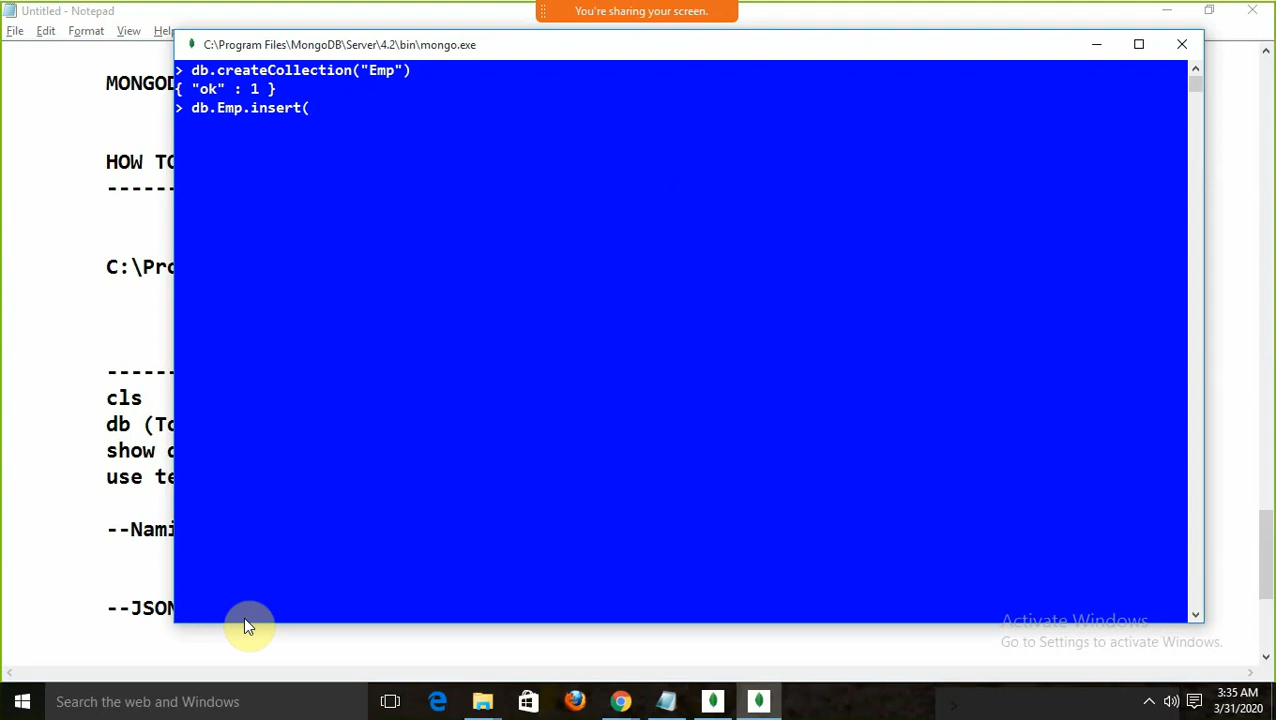 Untitled - Notepad
You're sharing your screen.
File Edit Format View Help
C:\Program Files\MongoDB\Server\4.2\bin\mongo.exe
> db.createCollection("Emp")
{ "ok" : 1 }
> db.Emp.insert(
MONGOD
HOW TO
------
C:\Pro
------
cls
db (To
show d
use te
--Nami
--JSON
Activate Windows
Go to Settings to activate Windows.
Search the web and Windows
3:35 AM
3/31/2020